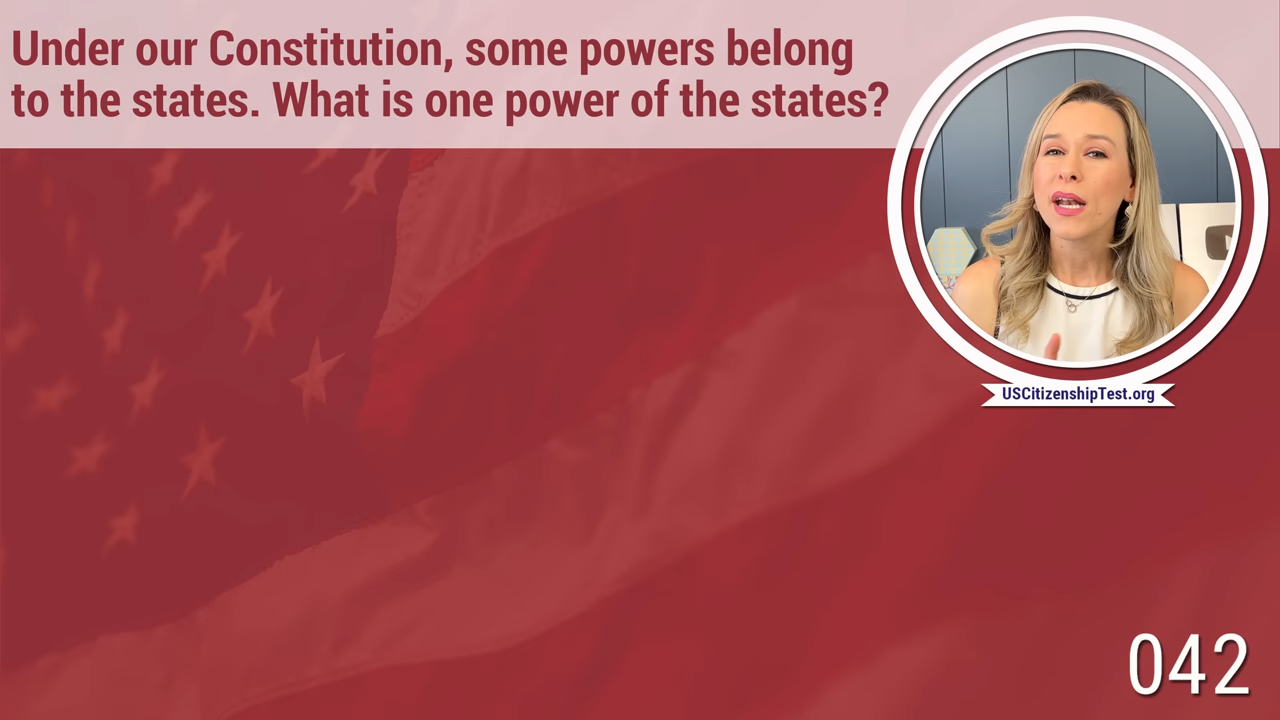 Under our Constitution, some powers belong
to the states. What is one power of the states?
USCitizenshipTest.org
042